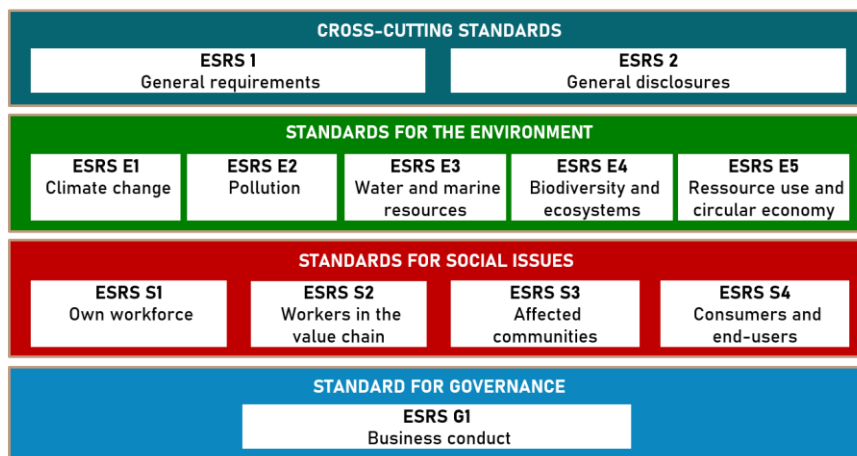 CROSS-CUTTING STANDARDS
ESRS 1
General requirements
ESRS 2
General disclosures
STANDARDS FOR THE ENVIRONMENT
ESRS E1
Climate change
ESRS E2
Pollution
ESRS E3
Water and marine
resources
ESRS E4
Biodiversity and
ecosystems
ESRS E5
Ressource use and
circular economy
STANDARDS FOR SOCIAL ISSUES
ESRS S1
Own workforce
ESRS S2
Workers in the
value chain
ESRS S3
Affected
communities
ESRS S4
Consumers and
end-users
STANDARD FOR GOVERNANCE
ESRS G1
Business conduct